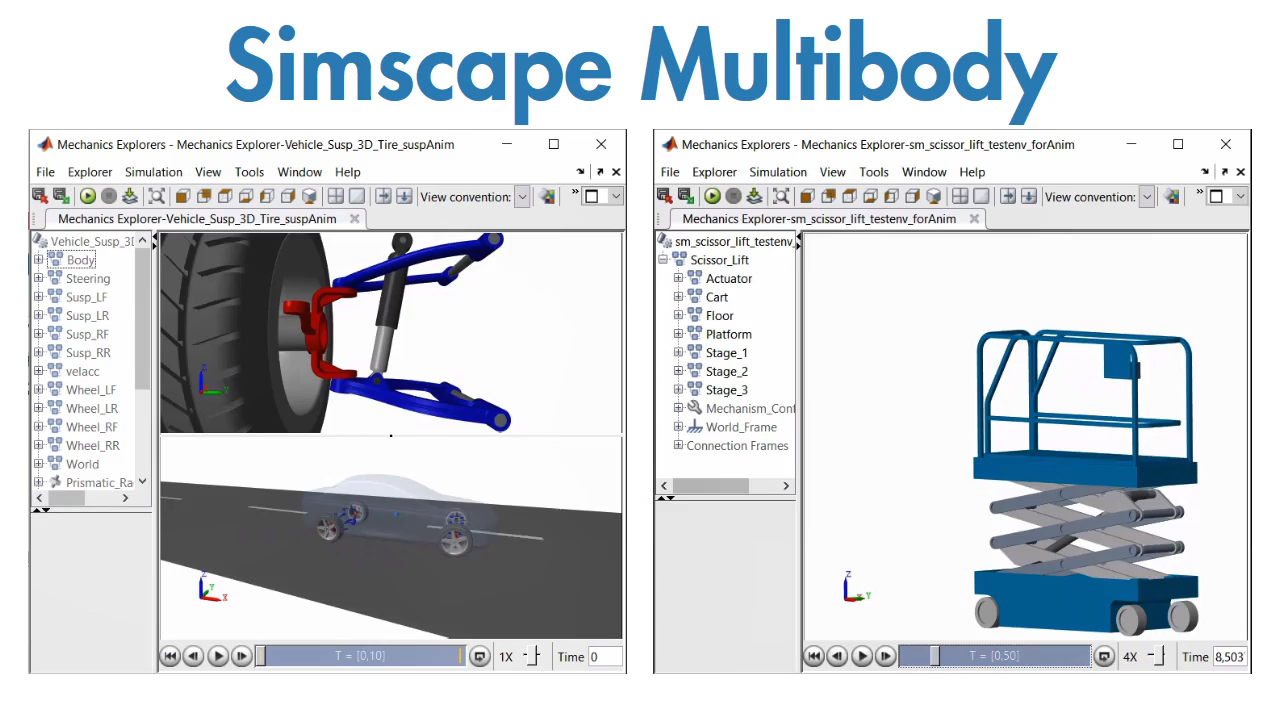 Simscape Multibody
Mechanics Explorers - Mechanics Explorer-Vehicle_Susp_3D_Tire_suspAnim
File Explorer Simulation View Tools Window Help
View convention:
Mechanics Explorer-Vehicle_Susp_3D_Tire_suspAnim
Vehicle_Susp_3D
Body
Steering
Susp_LF
Susp_LR
Susp_RF
Susp_RR
velacc
Wheel_LF
Wheel_LR
Wheel_RF
Wheel_RR
World
Prismatic_Ra
Z
Y
Z
Y
X
T = [0,10]
1X
Time 0
Mechanics Explorers - Mechanics Explorer-sm_scissor_lift_testenv_forAnim
File Explorer Simulation View Tools Window Help
View convention:
Mechanics Explorer-sm_scissor_lift_testenv_forAnim
sm_scissor_lift_testenv_
Scissor_Lift
Actuator
Cart
Floor
Platform
Stage_1
Stage_2
Stage_3
Mechanism_Conf
World_Frame
Connection Frames
Z
Y
T = [0,50]
4X
Time 8,503